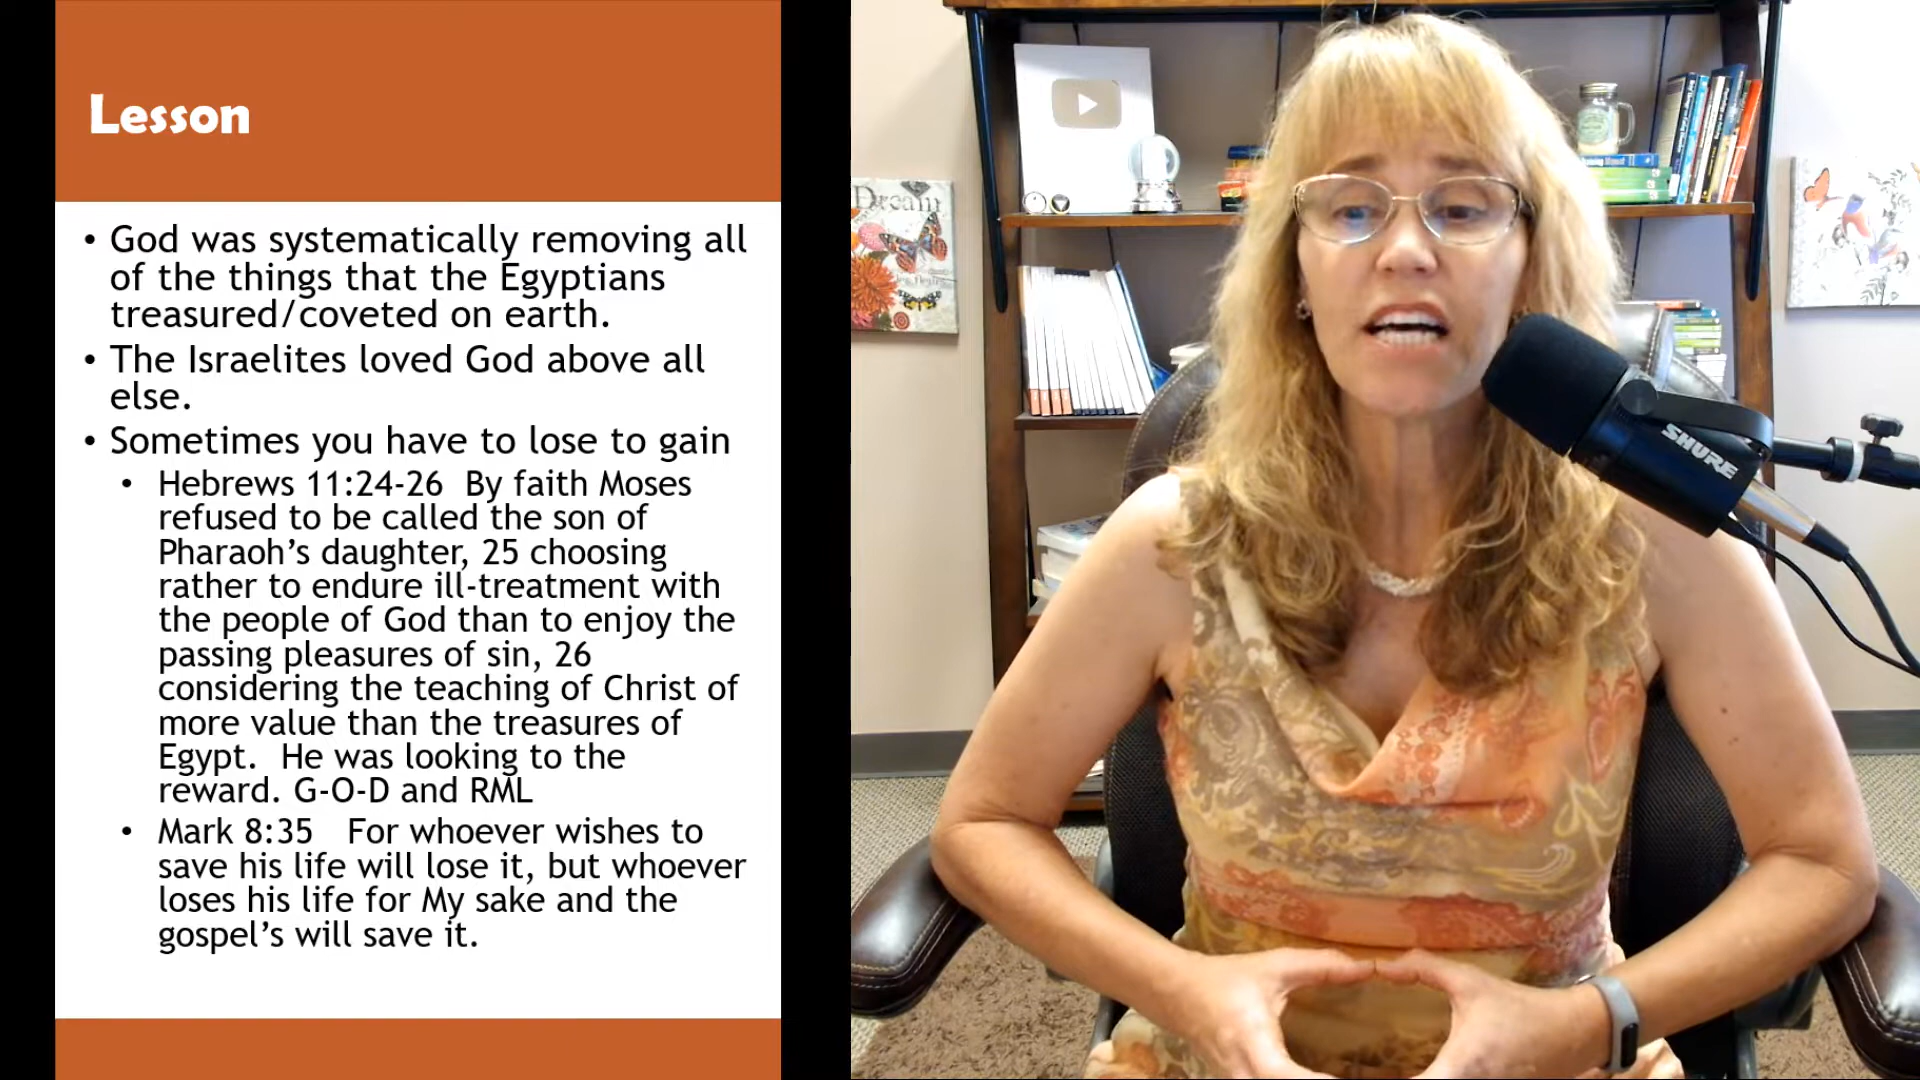 Lesson
• God was systematically removing all
of the things that the Egyptians
treasured/coveted on earth.
• The Israelites loved God above all
else.
• Sometimes you have to lose to gain
• Hebrews 11:24-26  By faith Moses
refused to be called the son of
Pharaoh’s daughter, 25 choosing
rather to endure ill-treatment with
the people of God than to enjoy the
passing pleasures of sin, 26
considering the teaching of Christ of
more value than the treasures of
Egypt.  He was looking to the
reward. G-O-D and RML
• Mark 8:35   For whoever wishes to
save his life will lose it, but whoever
loses his life for My sake and the
gospel’s will save it.
Dream
SHURE